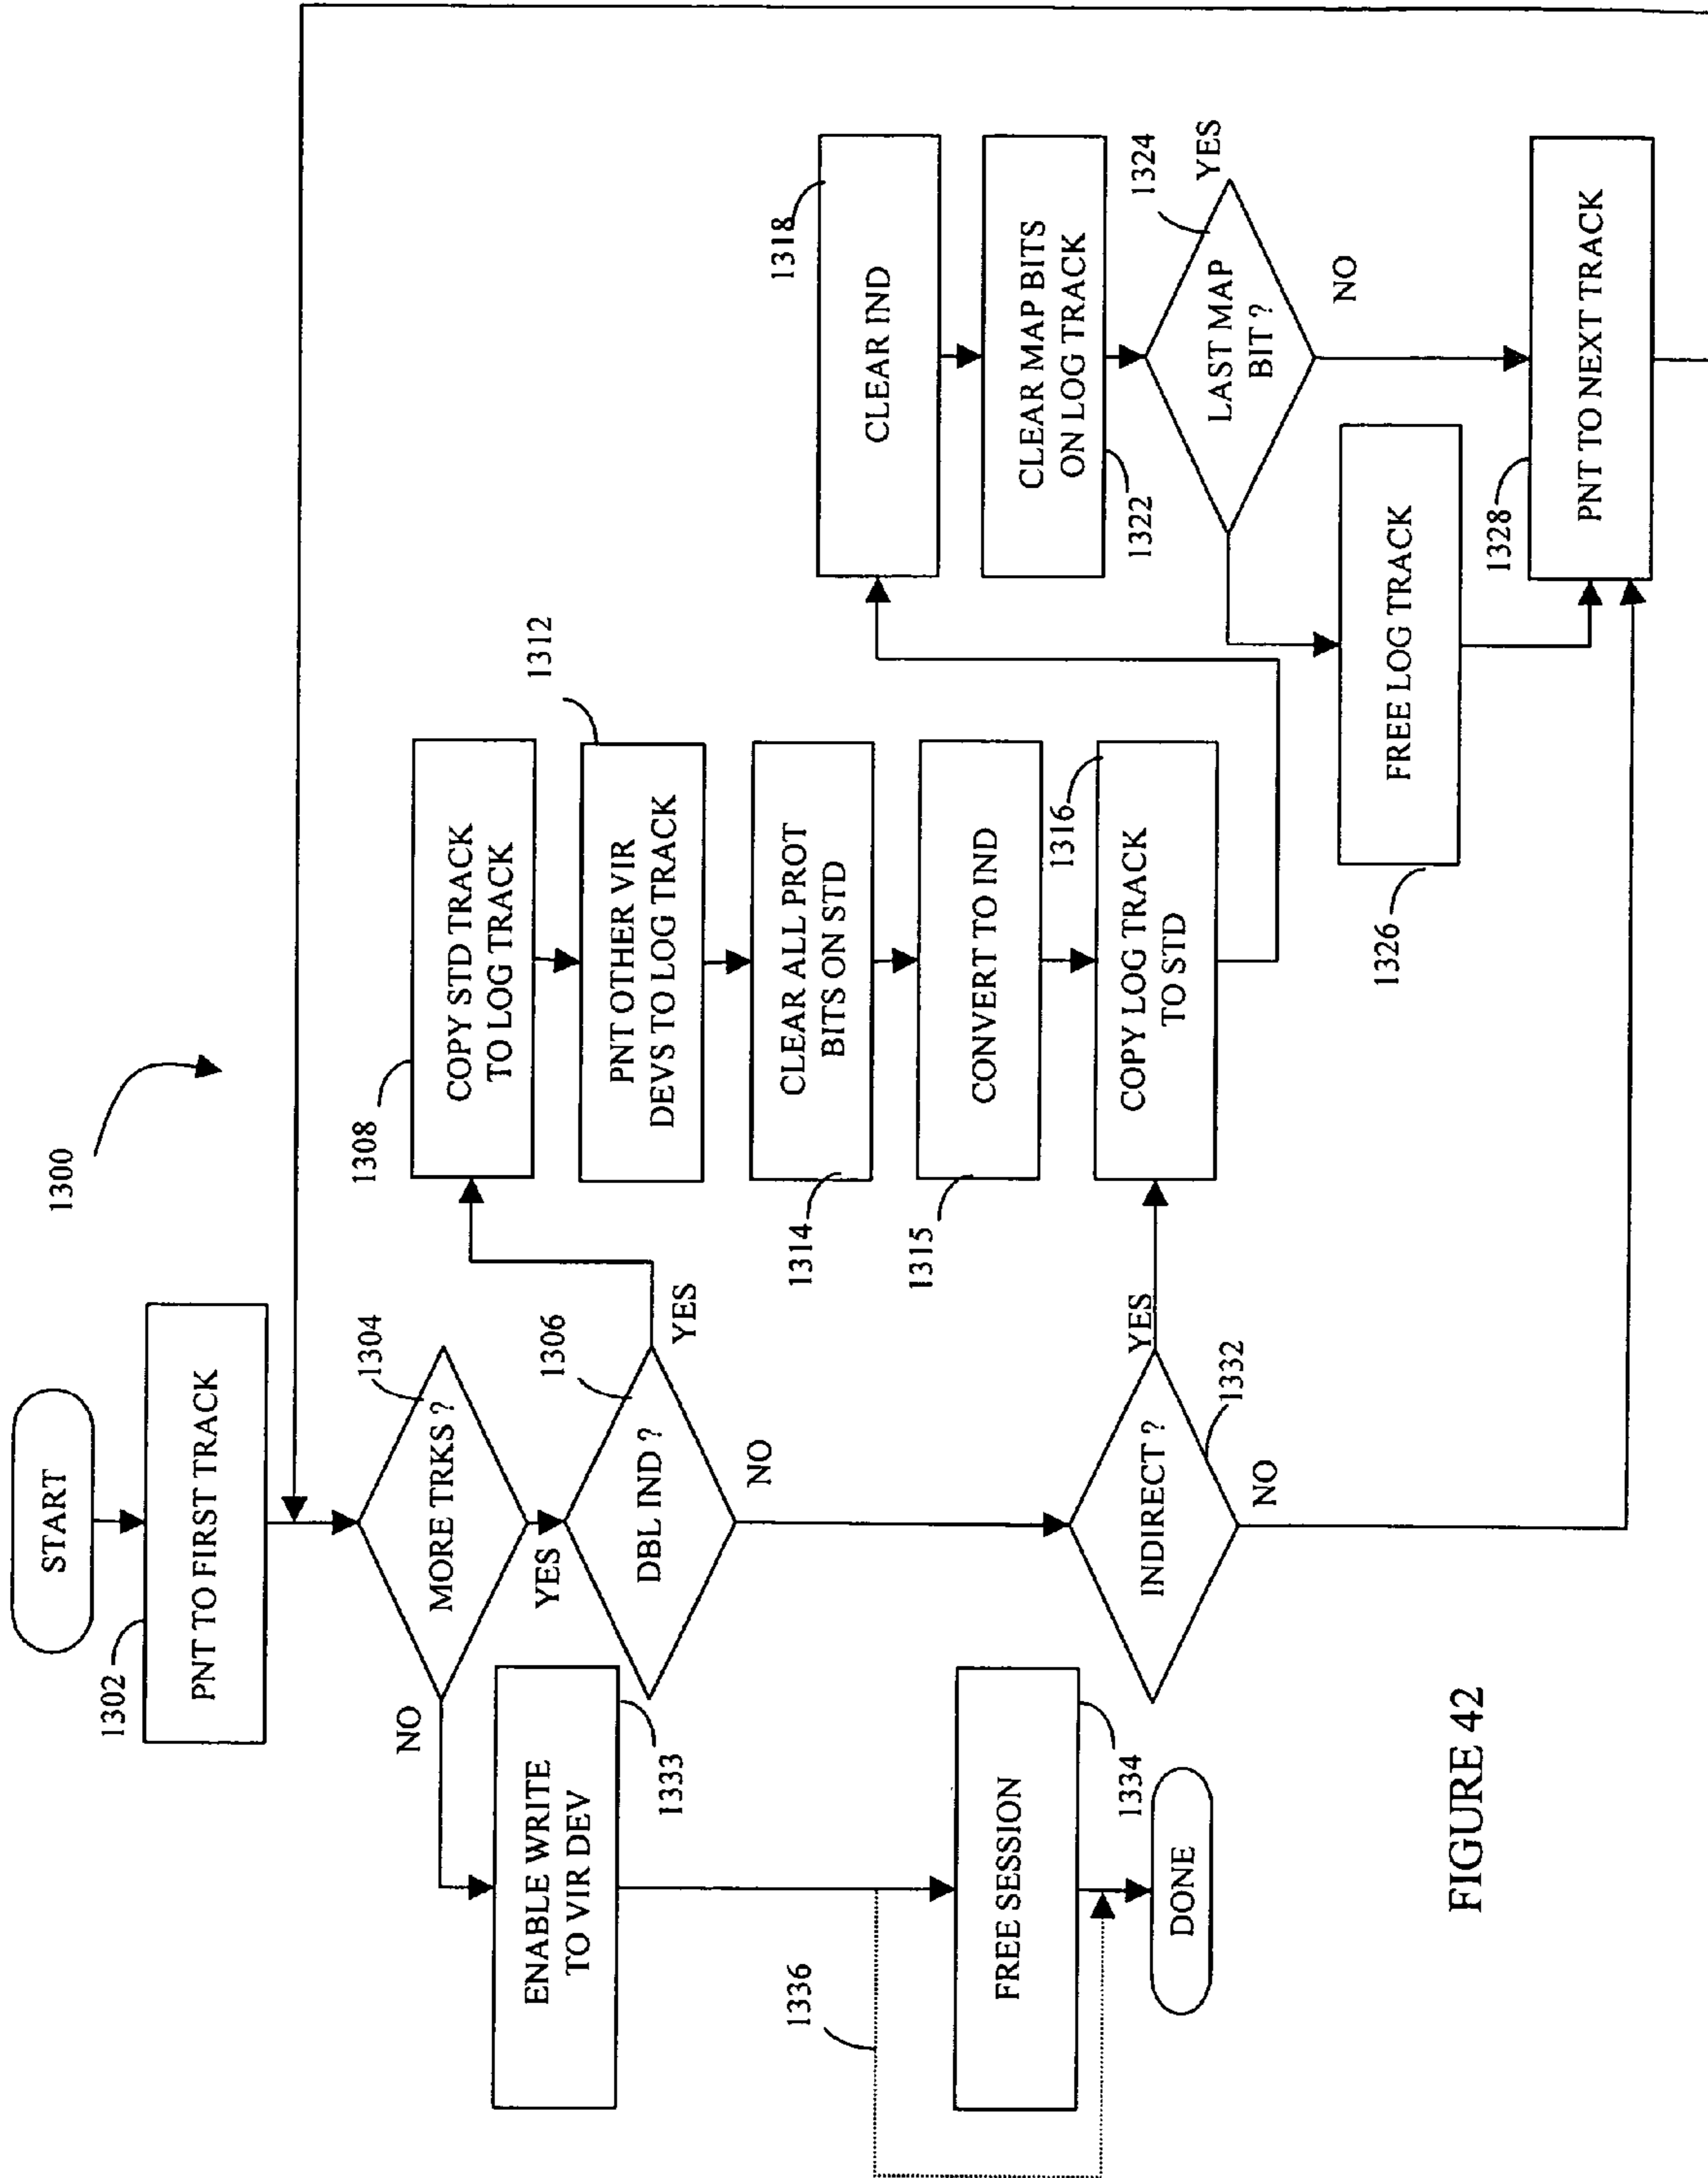 1300
START
1302
PNT TO FIRST TRACK
1304
MORE TRKS ?
NO
YES
1306
DBL IND ?
YES
NO
1308
COPY STD TRACK
TO LOG TRACK
1312
PNT OTHER VIR
DEVS TO LOG TRACK
1314
CLEAR ALL PROT
BITS ON STD
1315
CONVERT TO IND
1316
COPY LOG TRACK
TO STD
1318
CLEAR IND
CLEAR MAP BITS
ON LOG TRACK
1322
1324
LAST MAP
BIT ?
YES
NO
FREE LOG TRACK
1326
1328
PNT TO NEXT TRACK
INDIRECT ?
YES
1332
NO
ENABLE WRITE
TO VIR DEV
1333
1336
FREE SESSION
1334
DONE
FIGURE 42